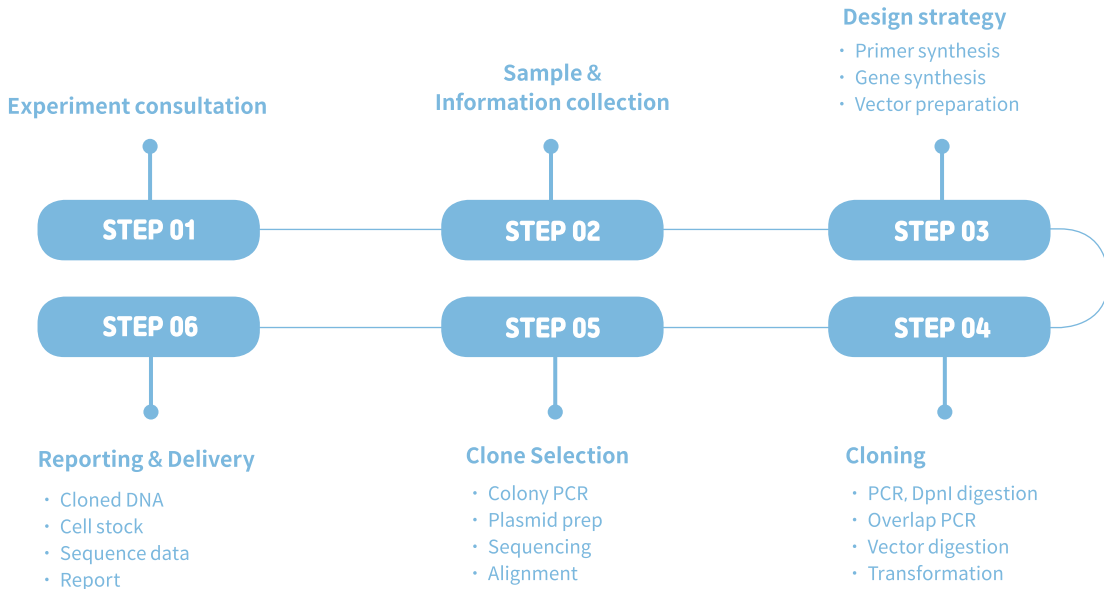 Experiment consultation
STEP 01
Sample &
Information collection
STEP 02
Design strategy
· Primer synthesis
· Gene synthesis
· Vector preparation
STEP 03
STEP 04
Cloning
· PCR, DpnI digestion
· Overlap PCR
· Vector digestion
· Transformation
STEP 05
Clone Selection
· Colony PCR
· Plasmid prep
· Sequencing
· Alignment
STEP 06
Reporting & Delivery
· Cloned DNA
· Cell stock
· Sequence data
· Report